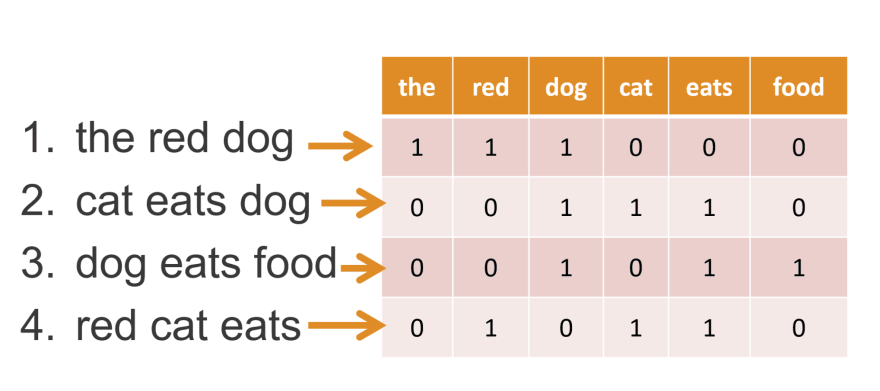 the red dog cat eats food
1. the red dog 1 1 1 0 0 0
2. cat eats dog 0 0 1 1 1 0
3. dog eats food 0 0 1 0 1 1
4. red cat eats 0 1 0 1 1 0